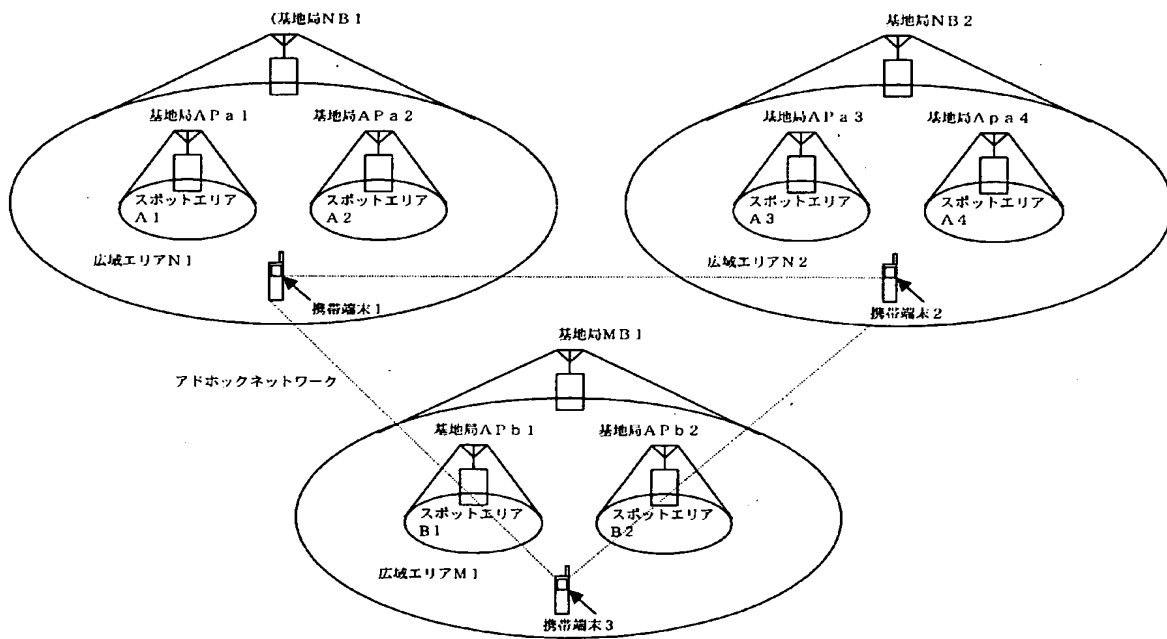 (基地局NB1
基地局NB2
基地局APa1
基地局APa2
基地局APa3
基地局Apa4
スポットエリア
A1
スポットエリア
A2
スポットエリア
A3
スポットエリア
A4
広域エリアN1
広域エリアN2
携帯端末1
携帯端末2
基地局MB1
アドホックネットワーク
基地局APb1
基地局APb2
スポットエリア
B1
スポットエリア
B2
広域エリアM1
携帯端末3